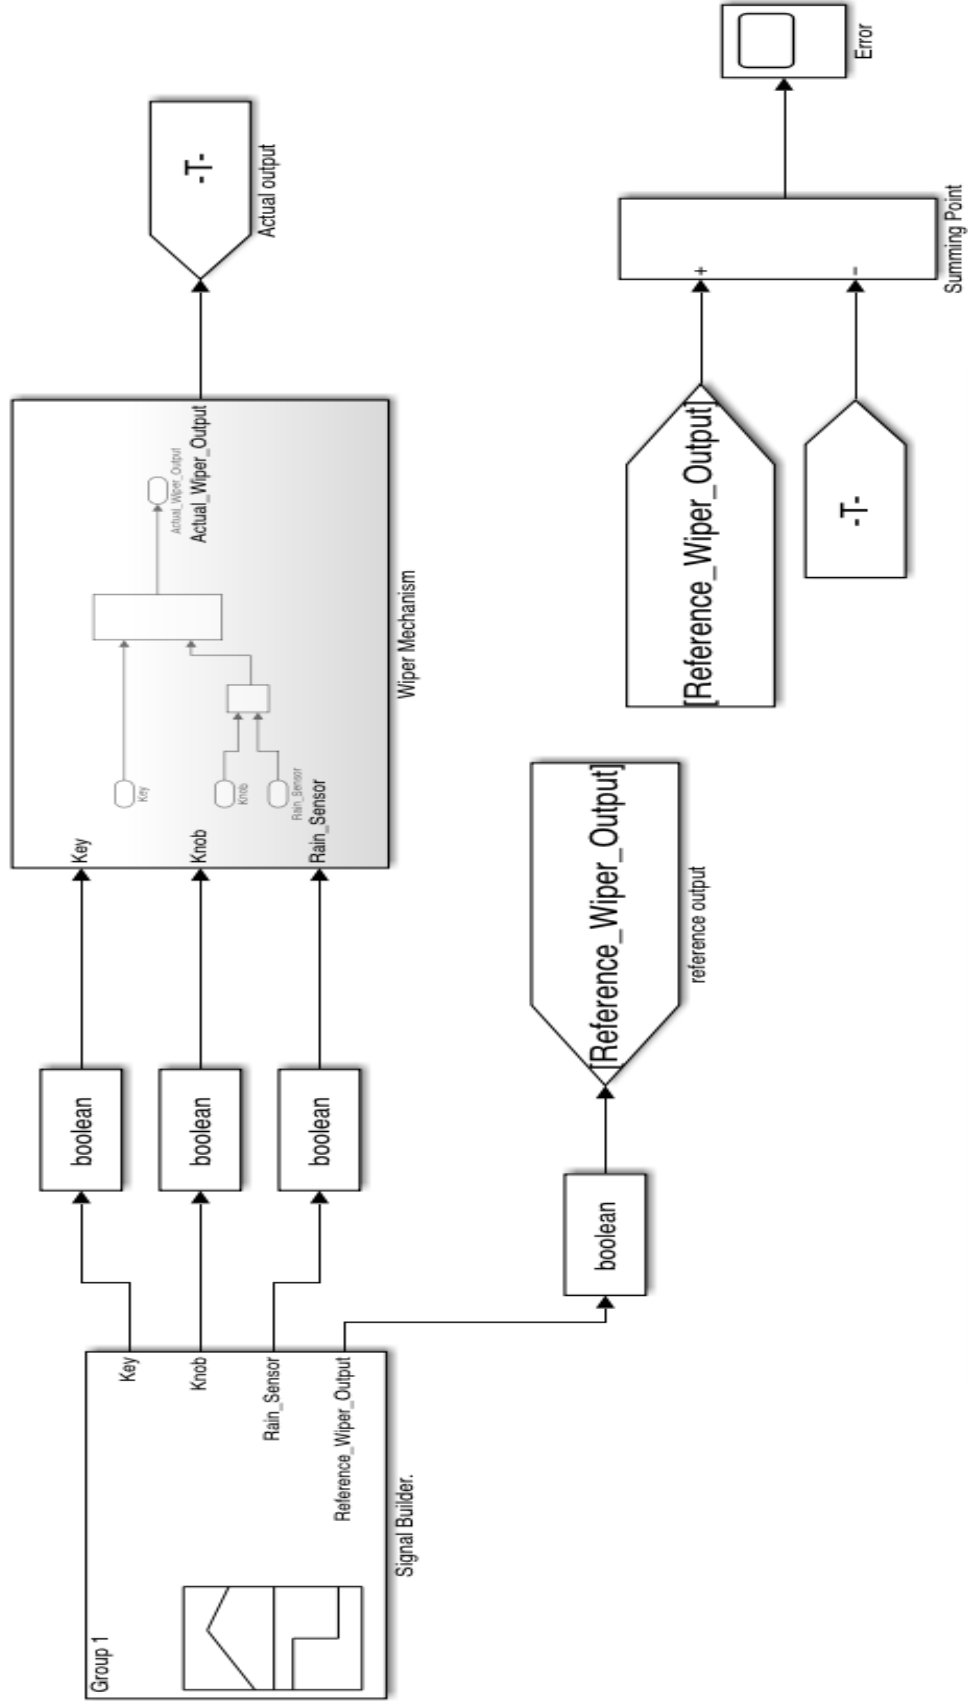 Group 1
Key
Knob
Rain_Sensor
Reference_Wiper_Output
Signal Builder.
boolean
boolean
boolean
boolean
Key
Knob
Rain_Sensor
Key
Knob
Rain_Sensor
Actual_Wiper_Output
Actual_Wiper_Output
Wiper Mechanism
-T-
Actual output
[Reference_Wiper_Output]
reference output
[Reference_Wiper_Output]
-T-
+
−
Summing Point
Error